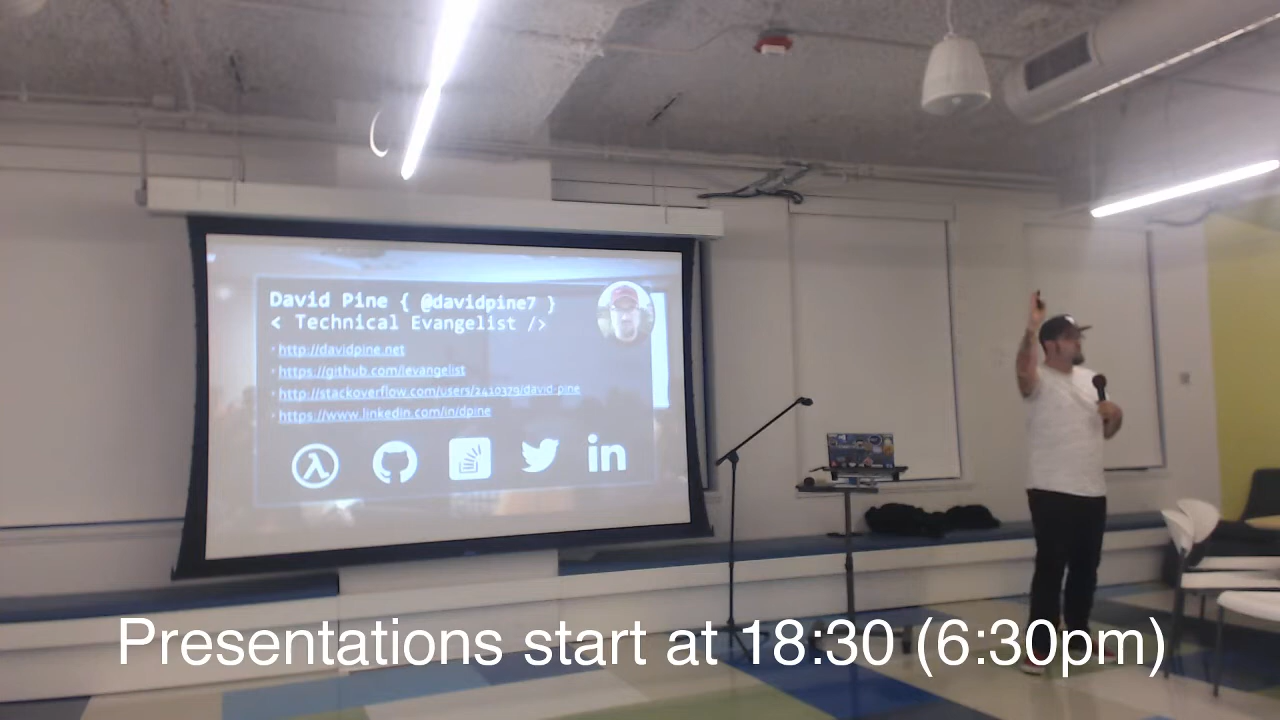 David Pine { @davidpine7 }
< Technical Evangelist />
http://davidpine.net
https://github.com/ievangelist
http://stackoverflow.com/users/2410379/david-pine
https://www.linkedin.com/in/dpine
in
Presentations start at 18:30 (6:30pm)